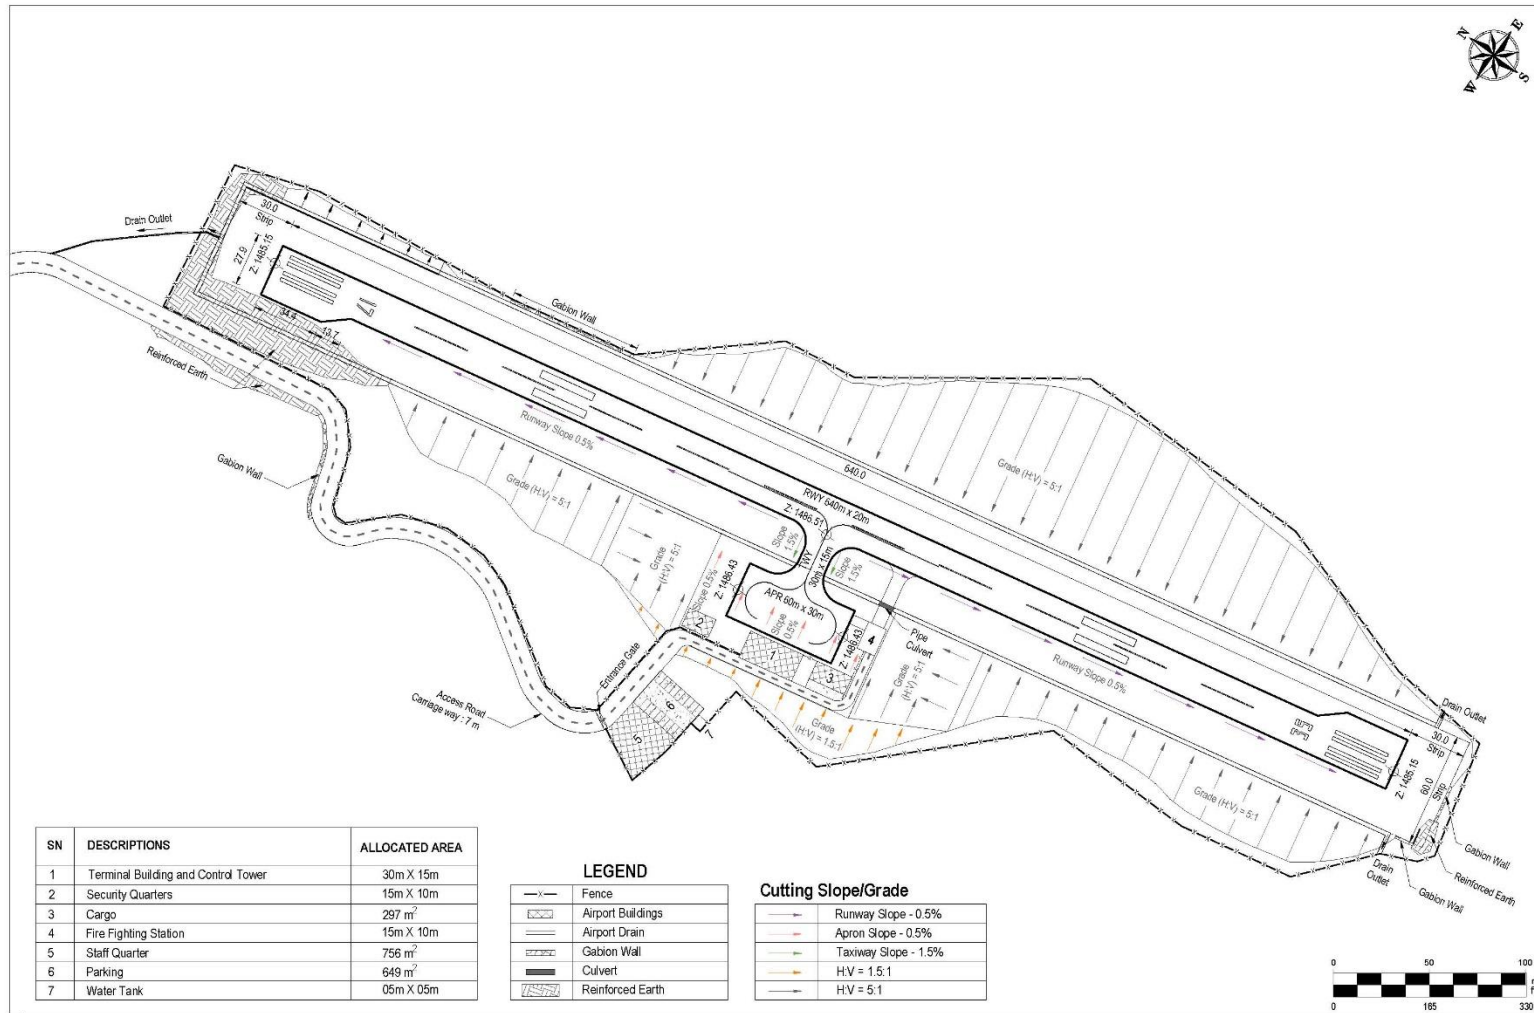 N
E
W
S
Drain Outlet
30.0
Strip
27.9
Z: 1485.15
34.4
13.7
Gabion Wall
Reinforced Earth
Runway Slope 0.5%
Gabion Wall
Grade (H:V) = 5:1
640.0
RWY 640m x 20m
Grade (H:V) = 5:1
Z: 1486.51
Slope
1.5%
TWY
30m x 15m
Slope
1.5%
Grade
(H:V) = 5:1
Slope 0.5%
Z: 1486.43
APR 60m x 30m
Slope
0.5%
Z: 1486.43
2
1
3
4
Pipe
Culvert
Grade
(H:V) = 5:1
Runway Slope 0.5%
Entrance Gate
Access Road
Carriage way : 7 m
5
6
7
Grade
(H:V) = 1.5:1
Grade (H:V) = 5:1
Drain Outlet
30.0
Strip
Z: 1485.15
60.0
Strip
Gabion Wall
Reinforced Earth
Gabion Wall
Drain
Outlet
SN DESCRIPTIONS ALLOCATED AREA
1 Terminal Building and Control Tower 30m X 15m
2 Security Quarters 15m X 10m
3 Cargo 297 m²
4 Fire Fighting Station 15m X 10m
5 Staff Quarter 756 m²
6 Parking 649 m²
7 Water Tank 05m X 05m
LEGEND
Fence
Airport Buildings
Airport Drain
Gabion Wall
Culvert
Reinforced Earth
Cutting Slope/Grade
Runway Slope - 0.5%
Apron Slope - 0.5%
Taxiway Slope - 1.5%
H:V = 1.5:1
H:V = 5:1
0 50 100
0 165 330